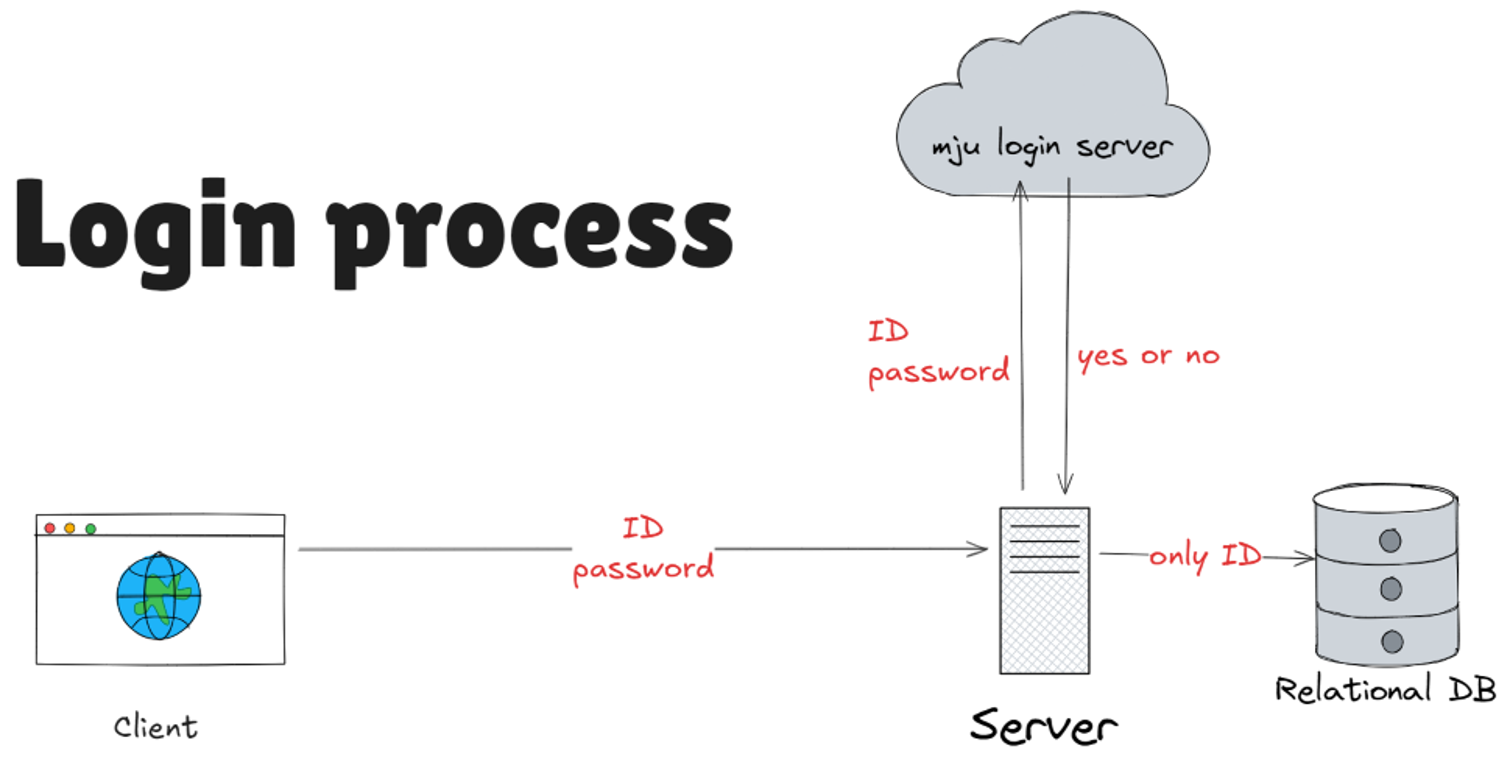 mju login server
Login process
ID
password
yes or no
ID
password
only ID
Relational DB
Client
Server